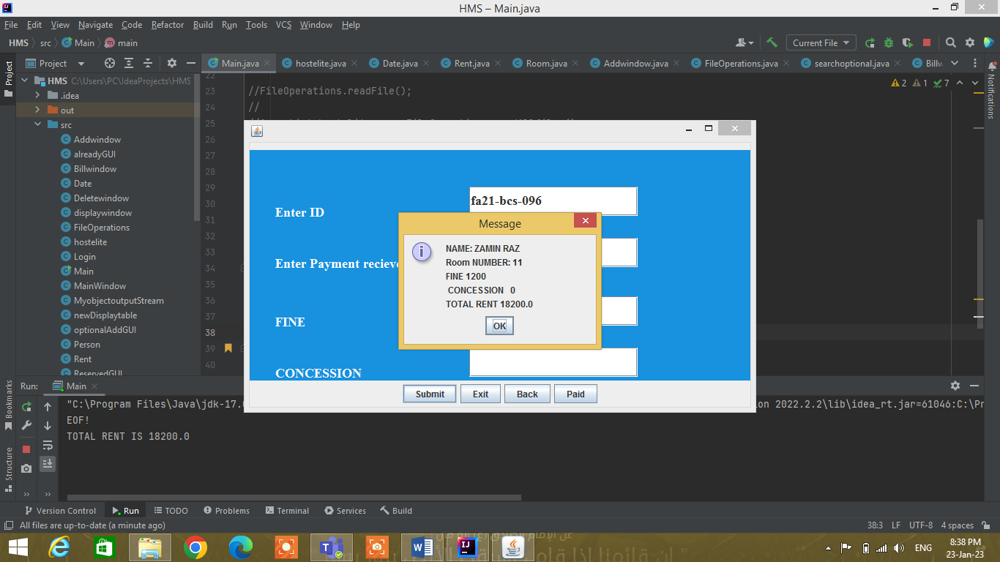 HMS – Main.java
File Edit View Navigate Code Refactor Build Run Tools VCS Window Help
HMS src Main main
Current File
Project
Main.java hostelite.java Date.java Rent.java Room.java Addwindow.java FileOperations.java searchoptional.java Billw
Project
Notifications
HMS C:\Users\PC\IdeaProjects\HMS
.idea
out
src
Addwindow
alreadyGUI
Billwindow
Date
Deletewindow
displaywindow
FileOperations
hostelite
Login
Main
MainWindow
MyobjectoutputStream
newDisplaytable
optionalAddGUI
Person
Rent
ReservedGUI
2 1 7
22
23 //FileOperations.readFile();
24 //
25
26
27
28
29
30
31
32
33
34
35
36
37
38
39
40
Enter ID
fa21-bcs-096
Enter Payment recieve
FINE
CONCESSION
Submit Exit Back Paid
Message
NAME: ZAMIN RAZ
Room NUMBER: 11
FINE 1200
CONCESSION 0
TOTAL RENT 18200.0
OK
Run: Main
"C:\Program Files\Java\jdk-17. ion 2022.2.2\lib\idea_rt.jar=61046:C:\Pr
EOF!
TOTAL RENT IS 18200.0
Bookmarks
Structure
Version Control Run TODO Problems Terminal Services Build
All files are up-to-date (a minute ago)
38:3 LF UTF-8 4 spaces
ENG
8:38 PM
23-Jan-23